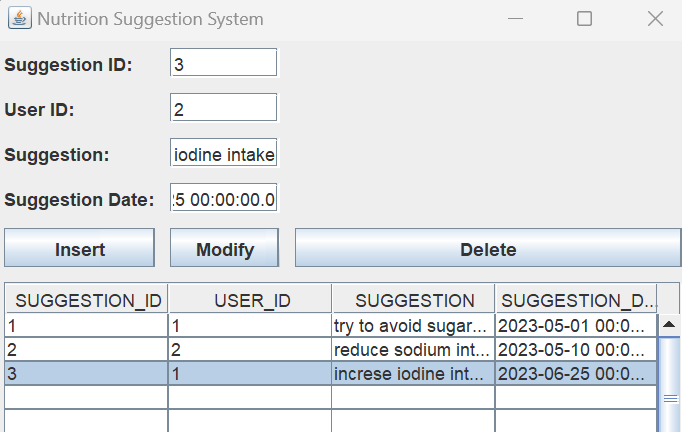 Nutrition Suggestion System
Suggestion ID: 3
User ID: 2
Suggestion: iodine intake
Suggestion Date: 25 00:00:00.0
Insert Modify Delete
SUGGESTION_ID USER_ID SUGGESTION SUGGESTION_D...
1 1 try to avoid sugar... 2023-05-01 00:0...
2 2 reduce sodium int... 2023-05-10 00:0...
3 1 increse iodine int... 2023-06-25 00:0...